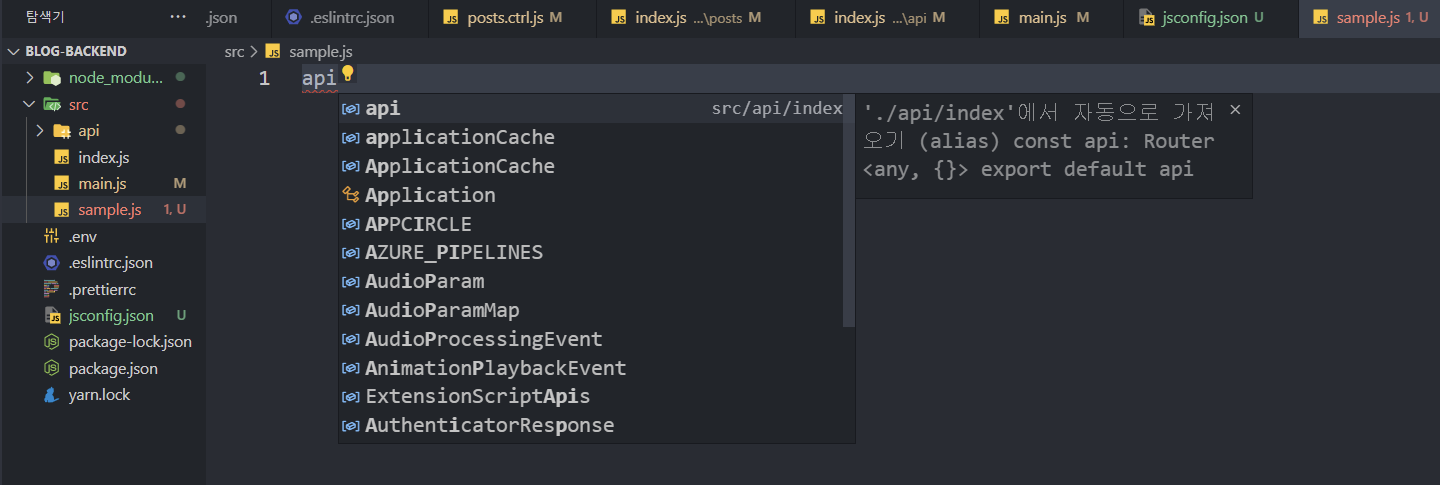 탐색기 ··· .json .eslintrc.json posts.ctrl.js M index.js ...\posts M index.js ...\api M main.js M jsconfig.json U sample.js 1, U
BLOG-BACKEND
src > sample.js
node_modu...
1 api
src
api
index.js
main.js M
sample.js 1, U
.env
.eslintrc.json
.prettierrc
jsconfig.json U
package-lock.json
package.json
yarn.lock
api src/api/index
applicationCache
ApplicationCache
Application
APPCIRCLE
AZURE_PIPELINES
AudioParam
AudioParamMap
AudioProcessingEvent
AnimationPlaybackEvent
ExtensionScriptApis
AuthenticatorResponse
'./api/index'에서 자동으로 가져
오기 (alias) const api: Router
<any, {}> export default api